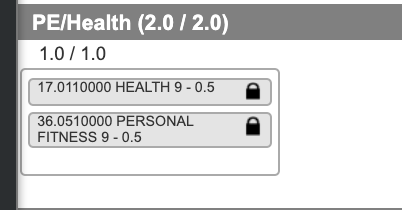 PE/Health (2.0 / 2.0)
1.0 / 1.0
17.0110000 HEALTH 9 - 0.5
36.0510000 PERSONAL
FITNESS 9 - 0.5